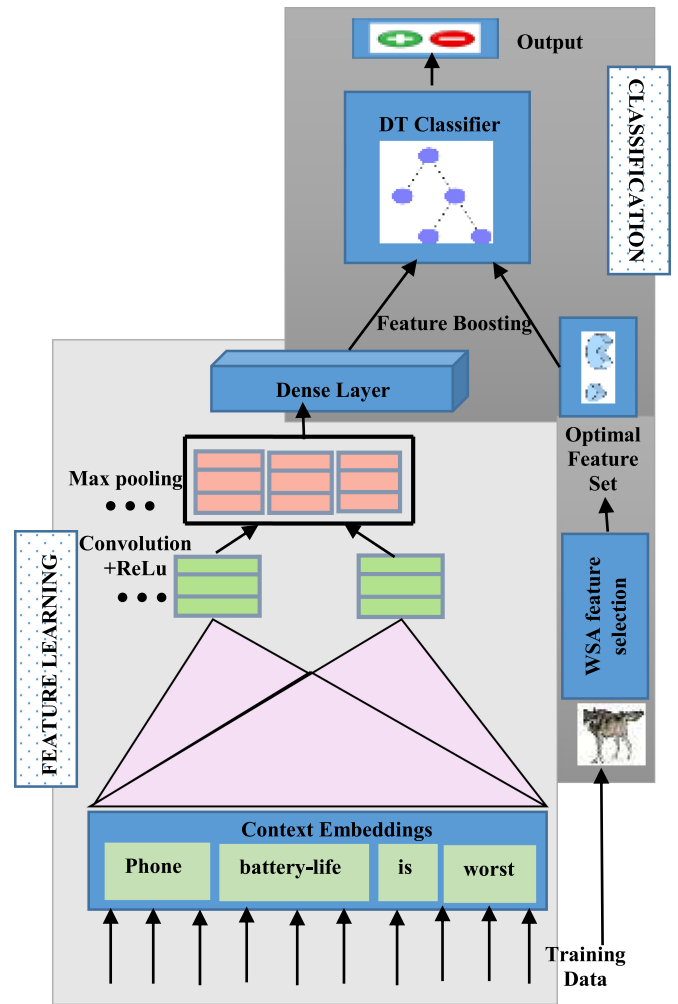 Output
CLASSIFICATION
DT Classifier
Feature Boosting
Dense Layer
Optimal
Feature
Set
Max pooling
Convolution
+ReLu
FEATURE LEARNING
WSA feature
selection
Context Embeddings
Phone battery-life is worst
Training
Data